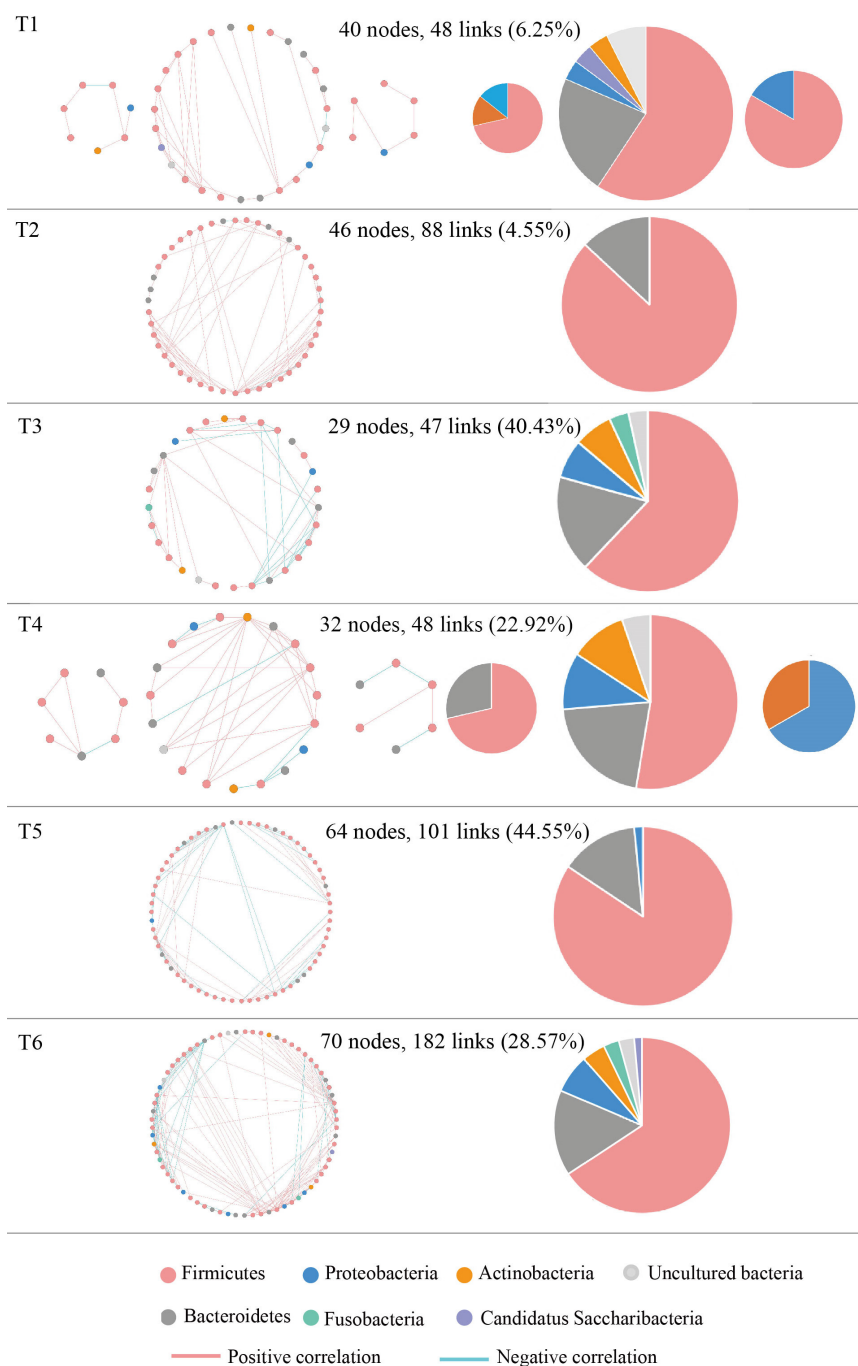 T1
40 nodes, 48 links (6.25%)
T2
46 nodes, 88 links (4.55%)
T3
29 nodes, 47 links (40.43%)
T4
32 nodes, 48 links (22.92%)
T5
64 nodes, 101 links (44.55%)
T6
70 nodes, 182 links (28.57%)
Firmicutes
Proteobacteria
Actinobacteria
Uncultured bacteria
Bacteroidetes
Fusobacteria
Candidatus Saccharibacteria
Positive correlation
Negative correlation